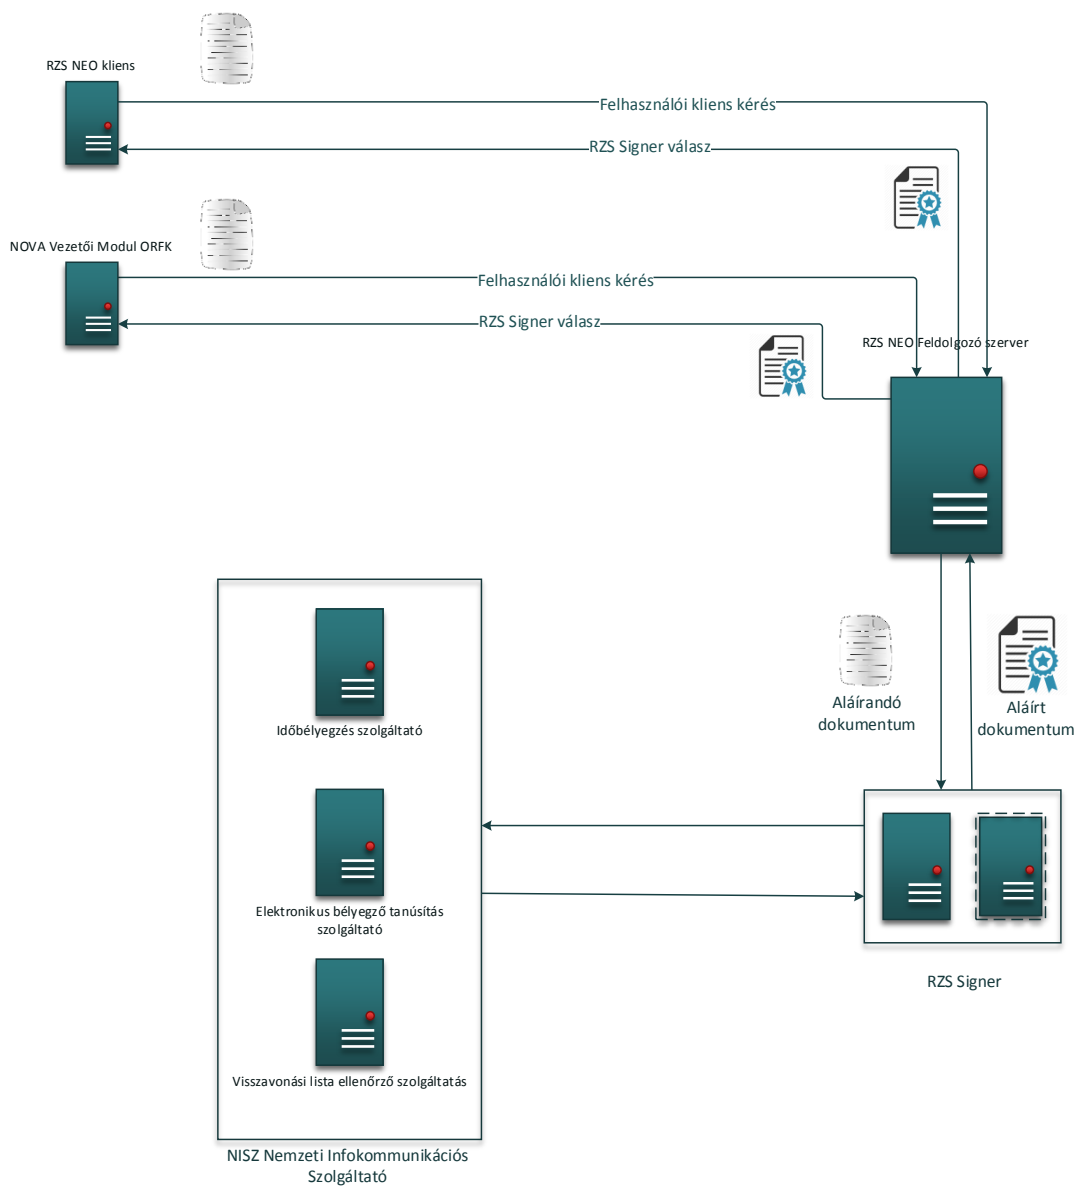 RZS NEO kliens
Felhasználói kliens kérés
RZS Signer válasz
NOVA Vezetői Modul ORFK
Felhasználói kliens kérés
RZS Signer válasz
RZS NEO Feldolgozó szerver
Aláírandó
dokumentum
Aláírt
dokumentum
Időbélyegzés szolgáltató
Elektronikus bélyegző tanúsítás
szolgáltató
RZS Signer
Visszavonási lista ellenőrző szolgáltatás
NISZ Nemzeti Infokommunikációs
Szolgáltató